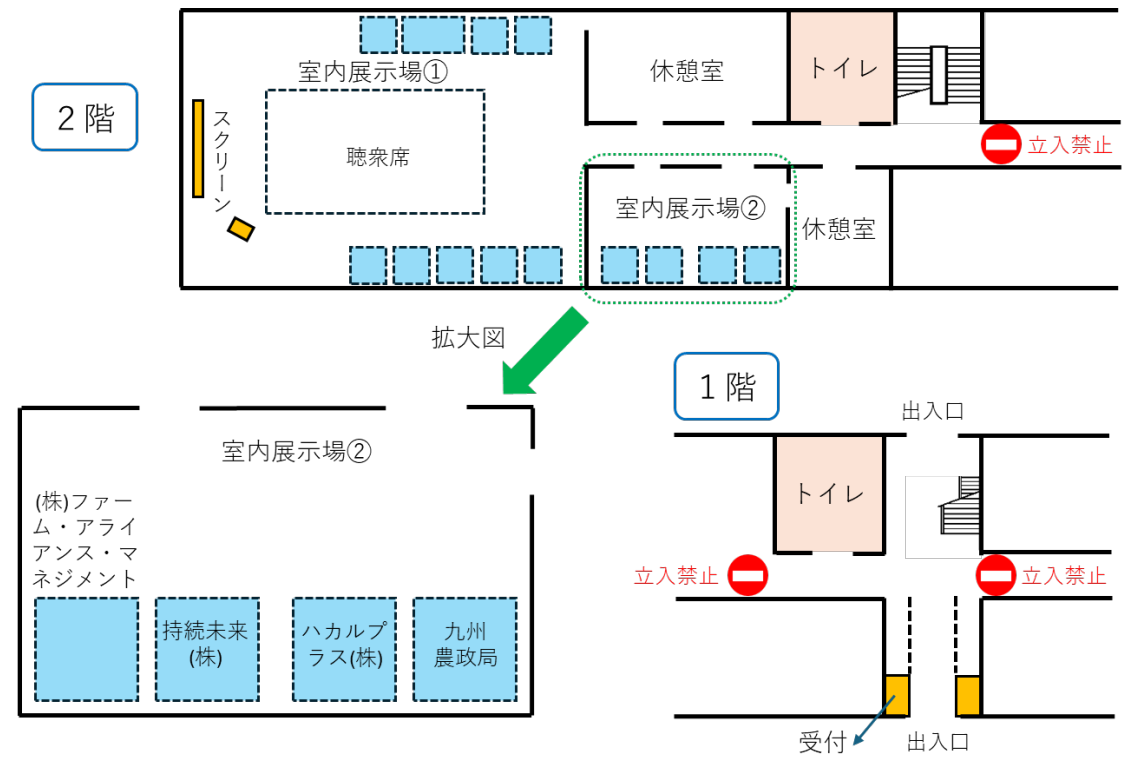 2階
室内展示場①
スクリーン
聴衆席
休憩室
トイレ
立入禁止
室内展示場②
休憩室
拡大図
室内展示場②
(株)ファー
ム・アライ
アンス・マ
ネジメント
持続未来
(株)
ハカルプ
ラス(株)
九州
農政局
1階
出入口
トイレ
立入禁止
立入禁止
受付
出入口